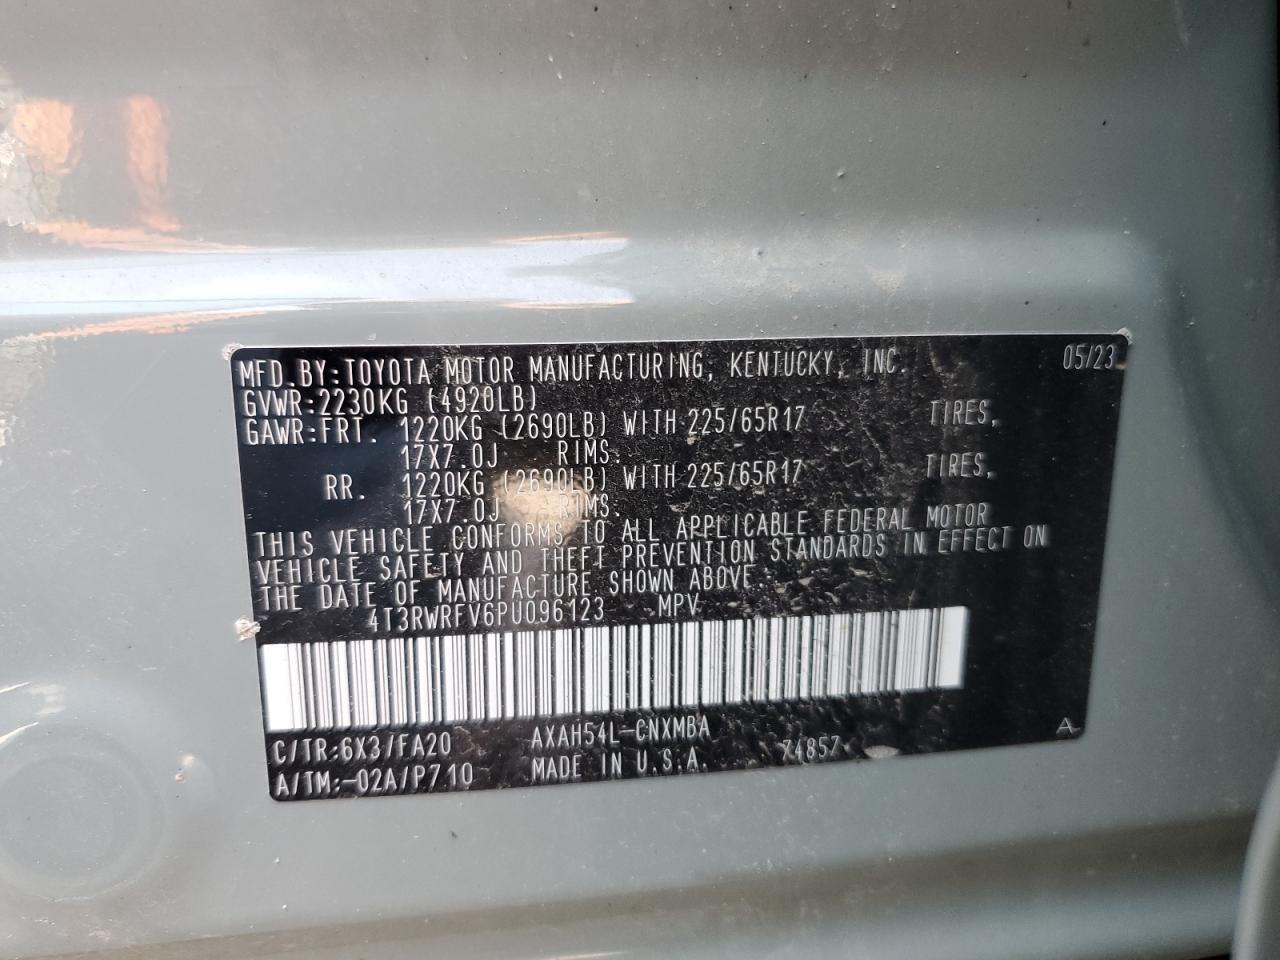 MFD.BY:TOYOTA MOTOR MANUFACTURING, KENTUCKY, INC. 05/23
GVWR:2230KG (4920LB)
GAWR:FRT. 1220KG (2690LB) WITH 225/65R17 TIRES,
17X7.0J RIMS.
RR. 1220KG (2690LB) WITH 225/65R17 TIRES,
17X7.0J RIMS.
THIS VEHICLE CONFORMS TO ALL APPLICABLE FEDERAL MOTOR
VEHICLE SAFETY AND THEFT PREVENTION STANDARDS IN EFFECT ON
THE DATE OF MANUFACTURE SHOWN ABOVE.
4T3RWRFV6PU096123 MPV
C/TR:6X3/FA20 AXAH54L-CNXMBA A
A/TM:-02A/P710 MADE IN U.S.A. 74857